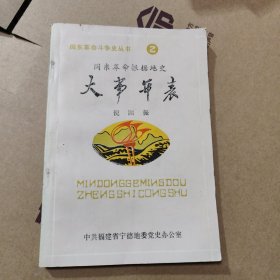 闽东革命斗争史丛书 2
闽东革命根据地史
大事年表
MINDONGGEMINGDOU
ZHENGSHICONGSHU
中共福建省宁德地委党史办公室